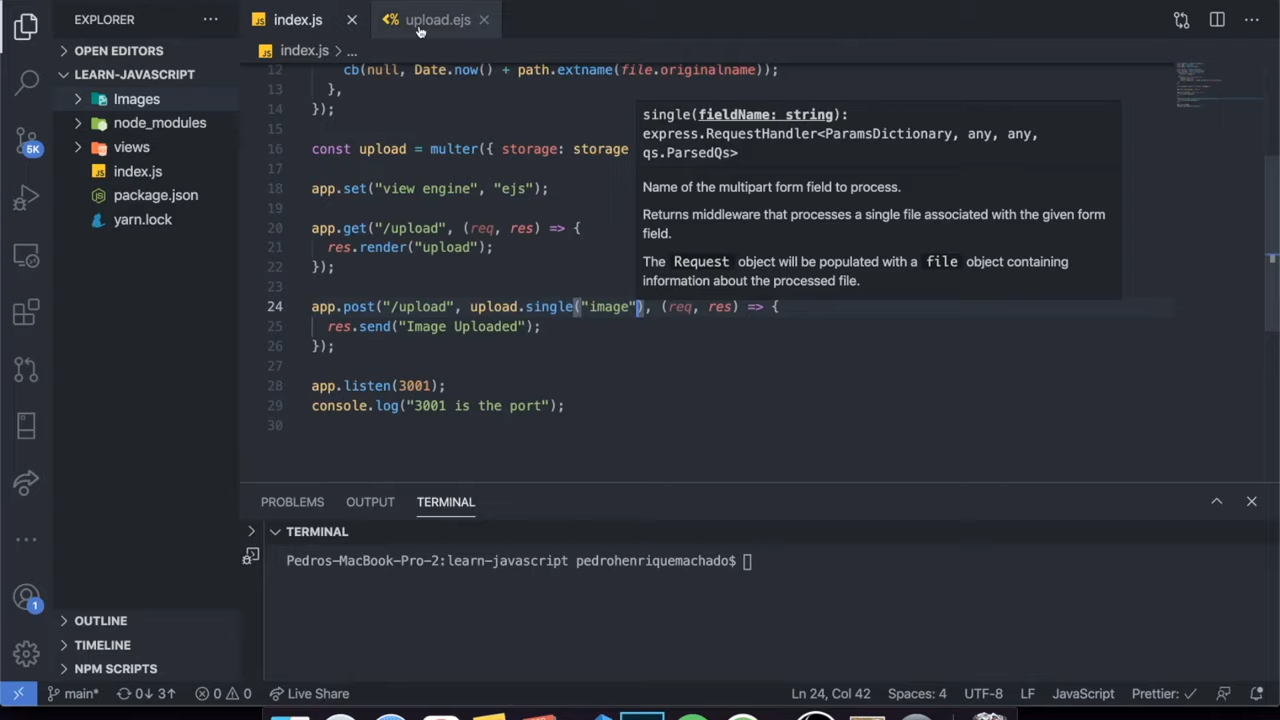 EXPLORER
index.js
upload.ejs
OPEN EDITORS
index.js > ...
LEARN-JAVASCRIPT
Images
node_modules
views
index.js
package.json
yarn.lock
5K
12 cb(null, Date.now() + path.extname(file.originalname));
13 },
14 });
15
16 const upload = multer({ storage: storage
17
18 app.set("view engine", "ejs");
19
20 app.get("/upload", (req, res) => {
21 res.render("upload");
22 });
23
24 app.post("/upload", upload.single("image"), (req, res) => {
25 res.send("Image Uploaded");
26 });
27
28 app.listen(3001);
29 console.log("3001 is the port");
30
single(fieldName: string):
express.RequestHandler<ParamsDictionary, any, any,
qs.ParsedQs>
Name of the multipart form field to process.
Returns middleware that processes a single file associated with the given form
field.
The Request object will be populated with a file object containing
information about the processed file.
PROBLEMS OUTPUT TERMINAL
TERMINAL
Pedros-MacBook-Pro-2:learn-javascript pedrohenriquemachado$
1
OUTLINE
TIMELINE
NPM SCRIPTS
main* 0↓ 3↑ 0 0 Live Share Ln 24, Col 42 Spaces: 4 UTF-8 LF JavaScript Prettier: ✓